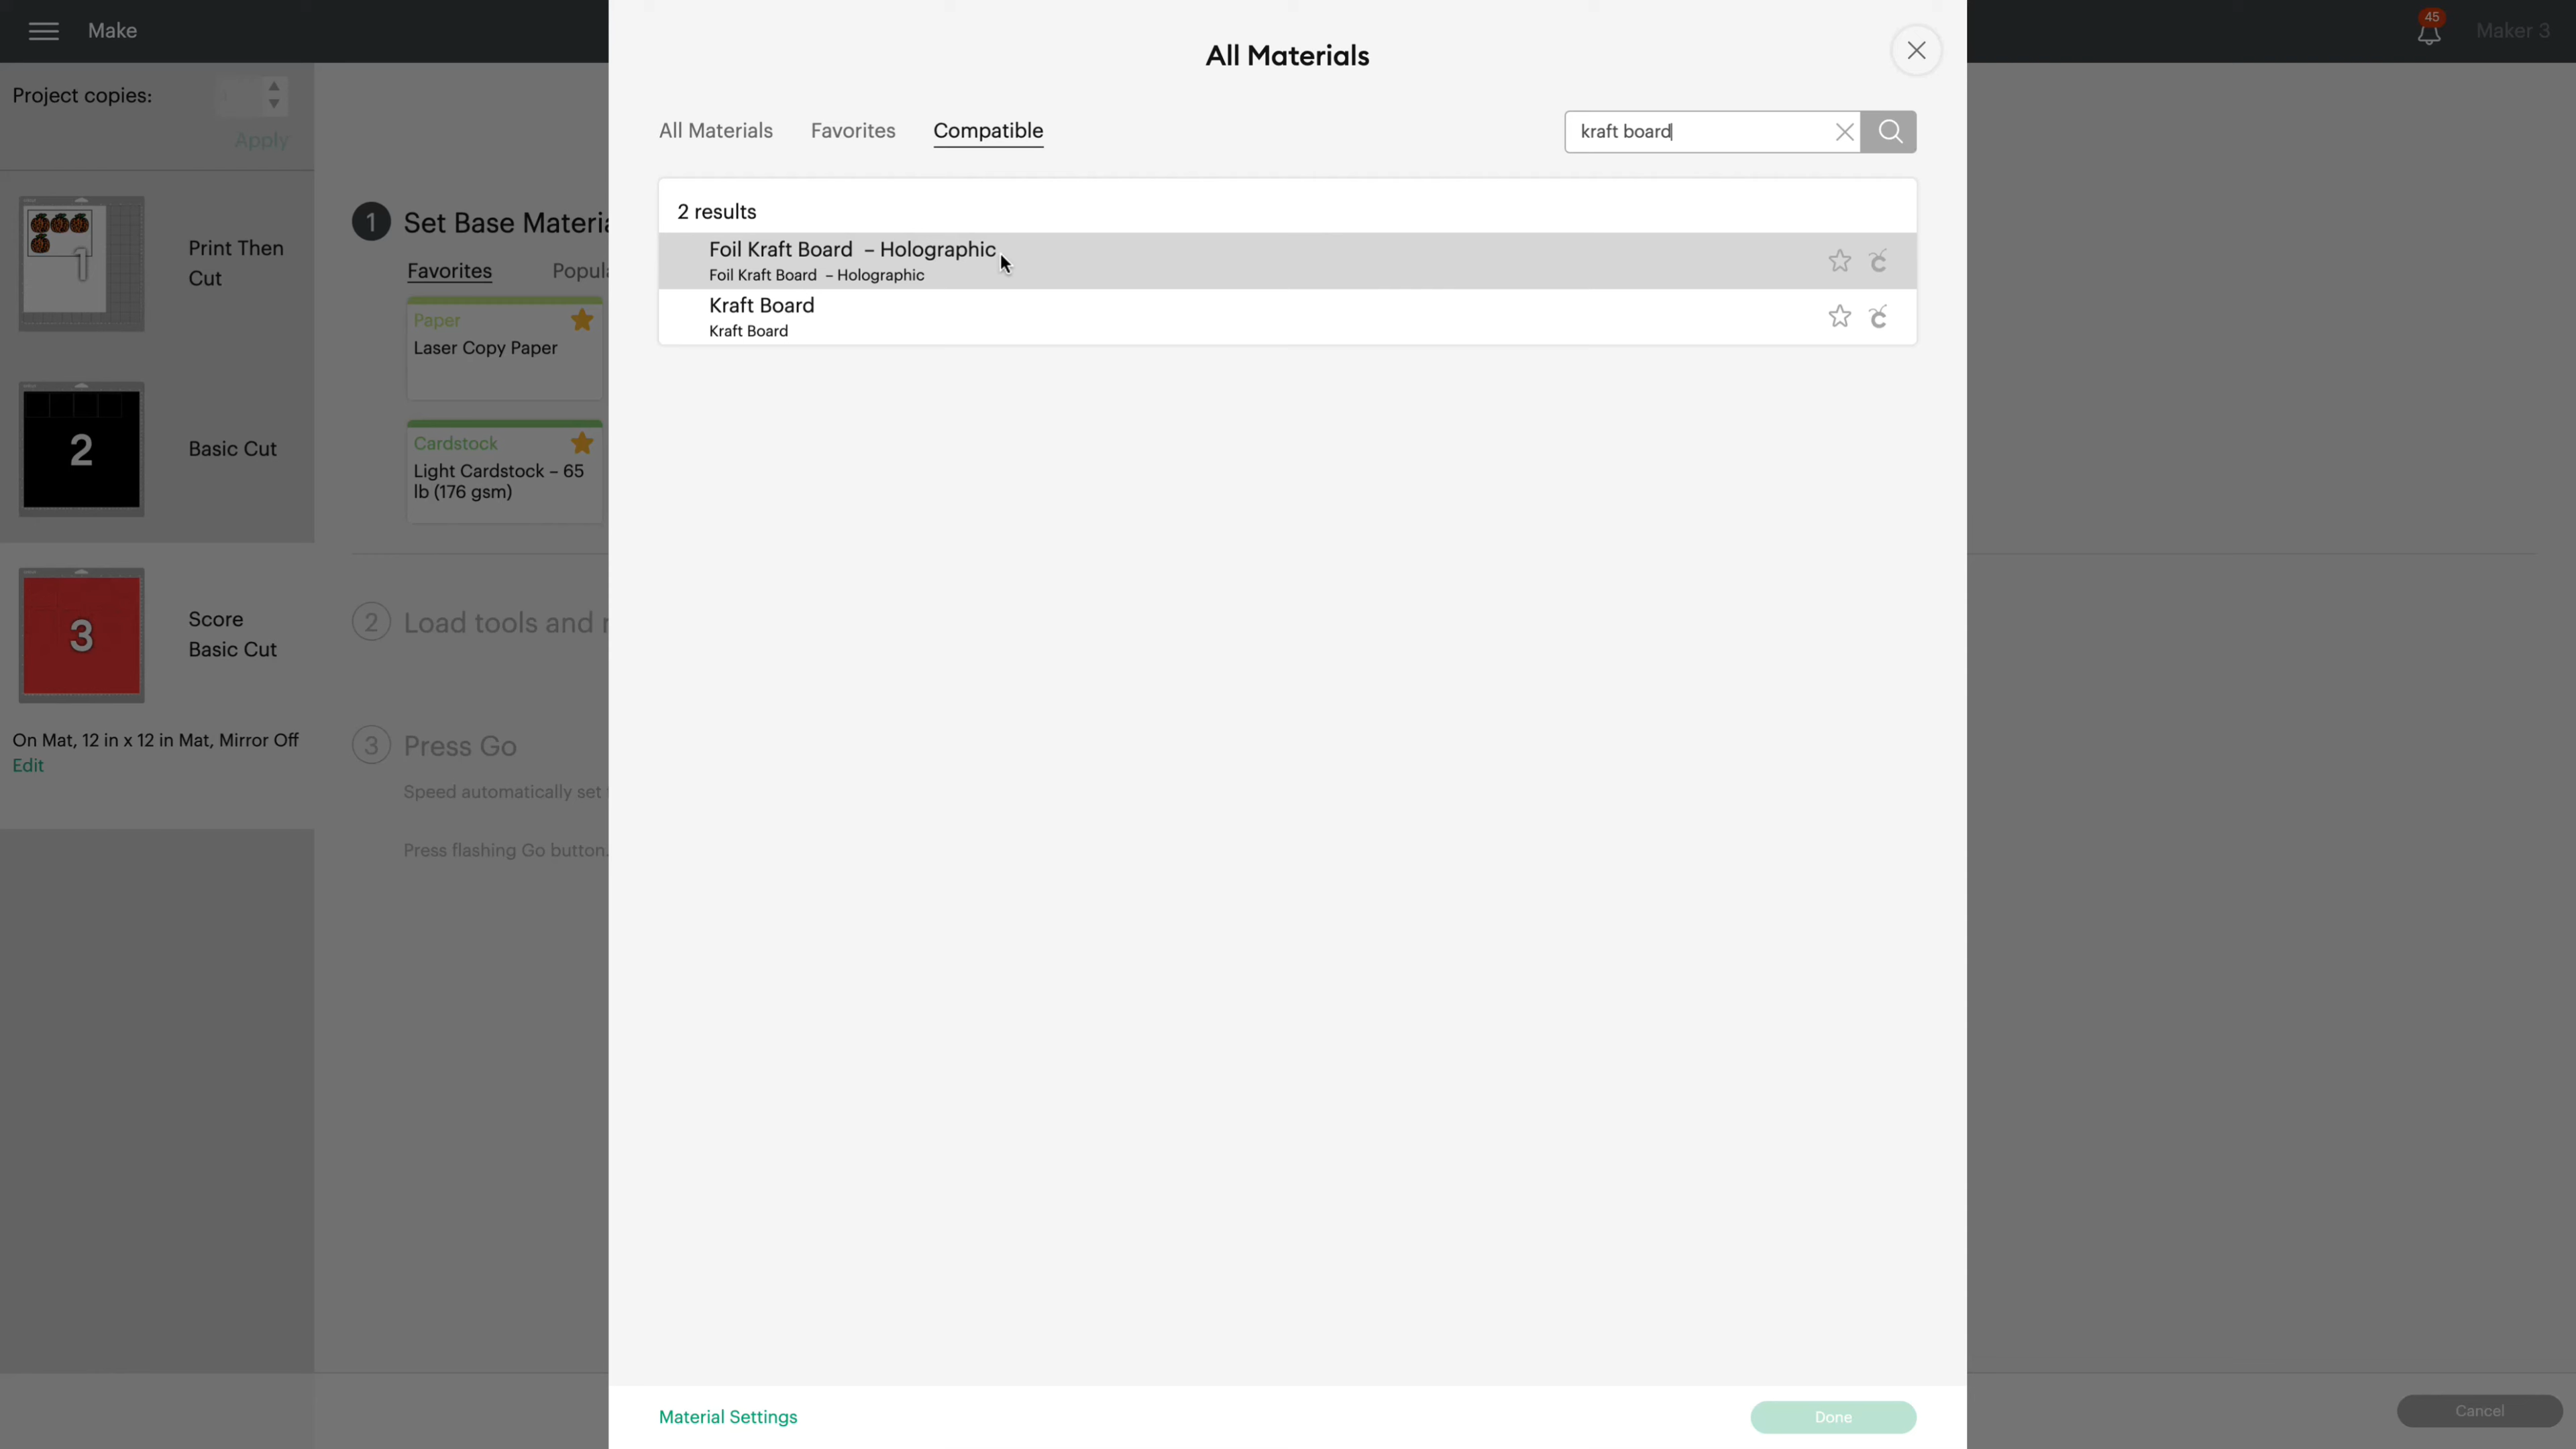 Make
45
Maker 3
Project copies:
Apply
1
Print Then
Cut
2
Basic Cut
3
Score
Basic Cut
On Mat, 12 in x 12 in Mat, Mirror Off
Edit
1 Set Base Materia
Favorites Popula
Paper
Laser Copy Paper
Cardstock
Light Cardstock – 65
lb (176 gsm)
2 Load tools and
3 Press Go
Speed automatically set
Press flashing Go button.
All Materials
All Materials Favorites Compatible
kraft board
2 results
Foil Kraft Board – Holographic
Foil Kraft Board – Holographic
Kraft Board
Kraft Board
Material Settings
Done
Cancel